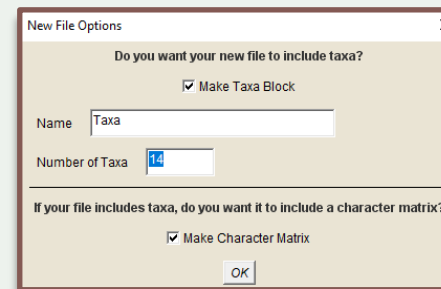 New File Options
Do you want your new file to include taxa?
Make Taxa Block
Name Taxa
Number of Taxa 14
If your file includes taxa, do you want it to include a character matrix?
Make Character Matrix
OK